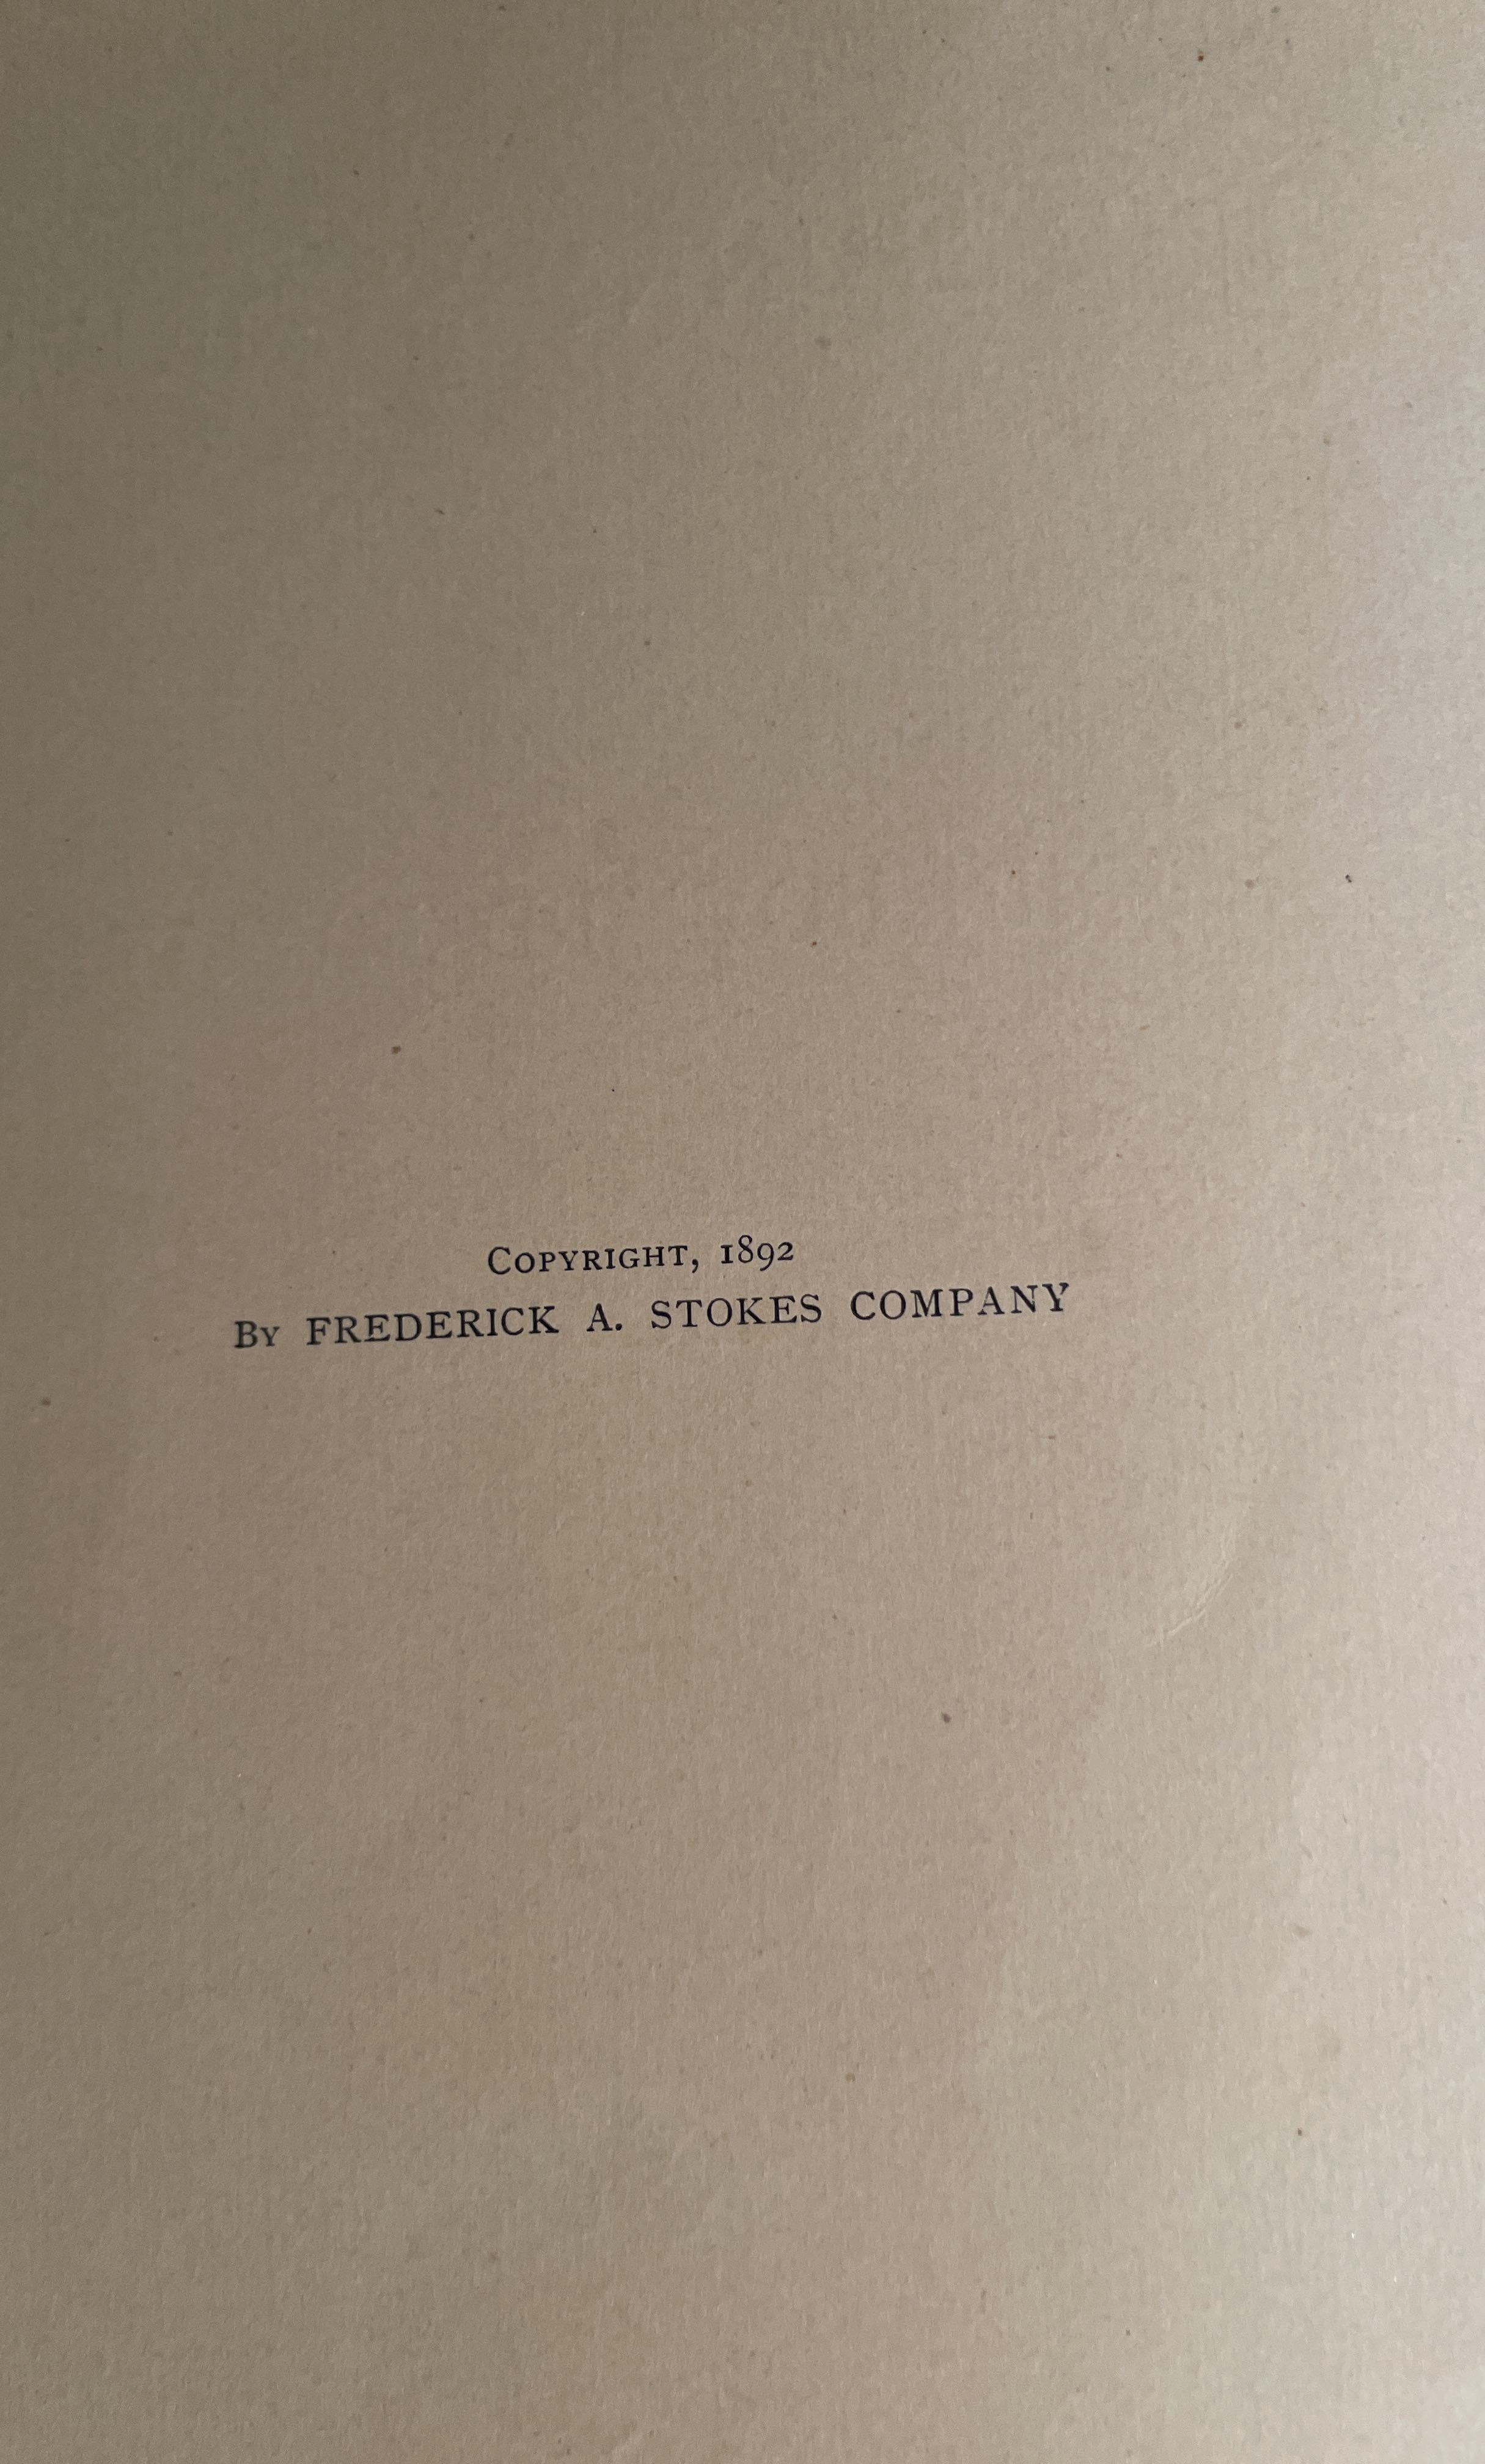 COPYRIGHT, 1892
BY FREDERICK A. STOKES COMPANY